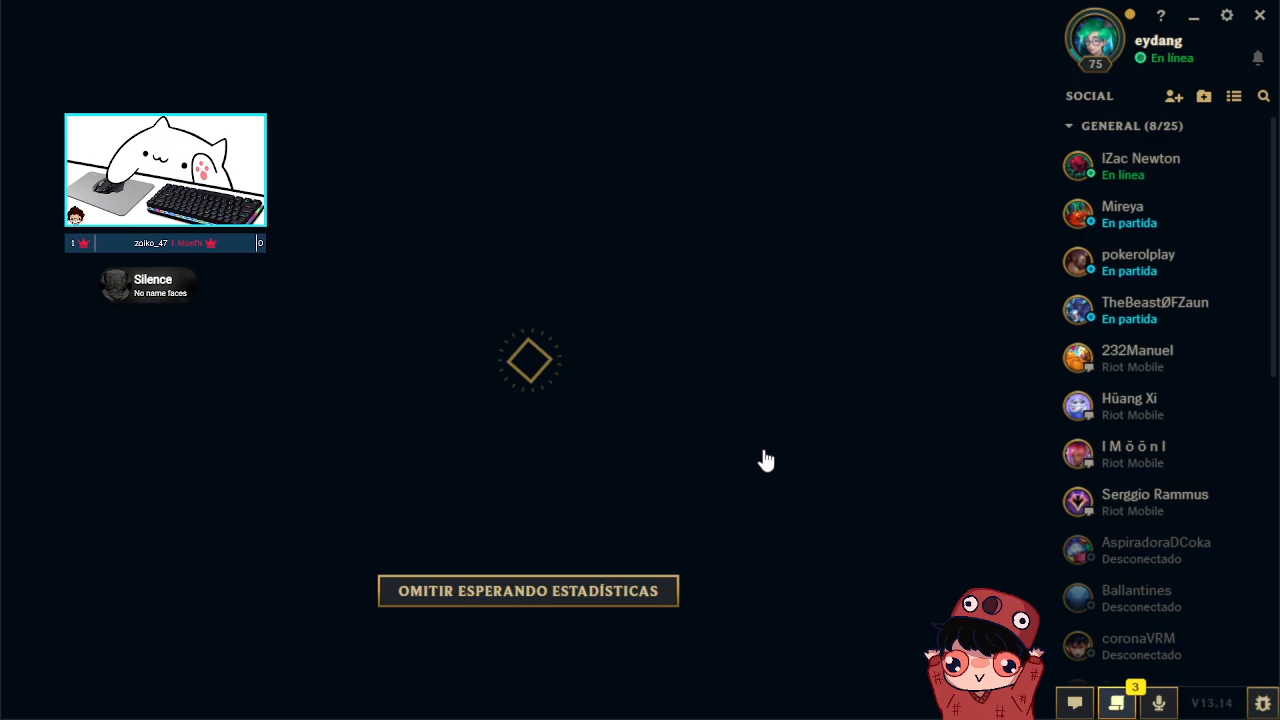 ?
eydang
75
En línea
SOCIAL
GENERAL (8/25)
IZac Newton
En línea
Mireya
En partida
pokerolplay
En partida
TheBeastØFZaun
En partida
232Manuel
Riot Mobile
Hüang Xi
Riot Mobile
I M ö ö n I
Riot Mobile
Serggio Rammus
Riot Mobile
AspiradoraDCoka
Desconectado
Ballantines
Desconectado
coronaVRM
Desconectado
3
V13.14
1 zaiko_47 1 Month 0
Silence
No name faces
OMITIR ESPERANDO ESTADÍSTICAS